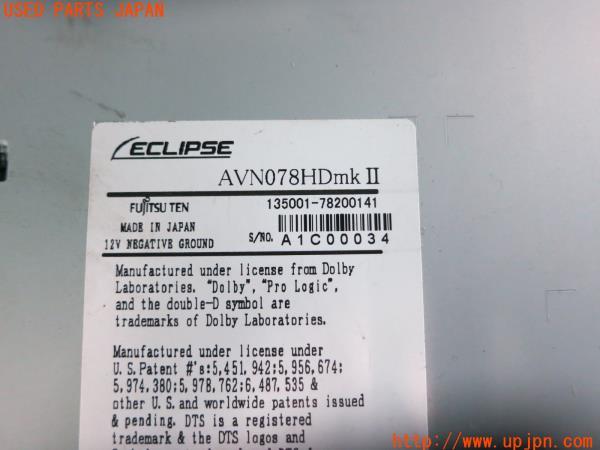 USED PARTS JAPAN
ECLIPSE
AVN078HDmk II
FUJITSU TEN 135001-78200141
MADE IN JAPAN
12V NEGATIVE GROUND S/NO. A1C00034
Manufactured under license from Dolby
Laboratories. “Dolby”, “Pro Logic”,
and the double-D symbol are
trademarks of Dolby Laboratories.
Manufactured under license under
U.S.Patent #'s:5,451,942;5,956,674;
5,974.380;5,978,762;6,487,535 &
other U.S. and worldwide patents issued
& pending. DTS is a registered
trademark & the DTS logos and
http://www.upjpn.com/